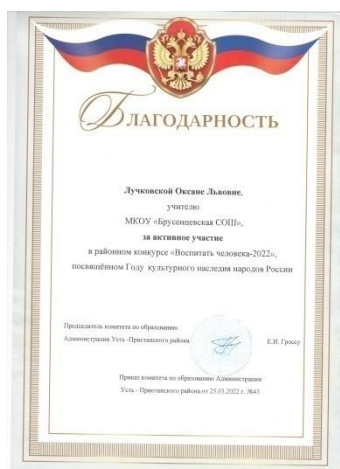 Благодарность
Лучковской Оксане Львовне,
учителю
МКОУ «Брусенцевская СОШ»,
за активное участие
в районном конкурсе «Воспитать человека-2022»,
посвящённом Году культурного наследия народов России
Председатель комитета по образованию
Администрации Усть -Пристанского района
Е.И. Гроссу
Приказ комитета по образованию Администрации
Усть - Пристанского района от 25.03.2022 г. №43